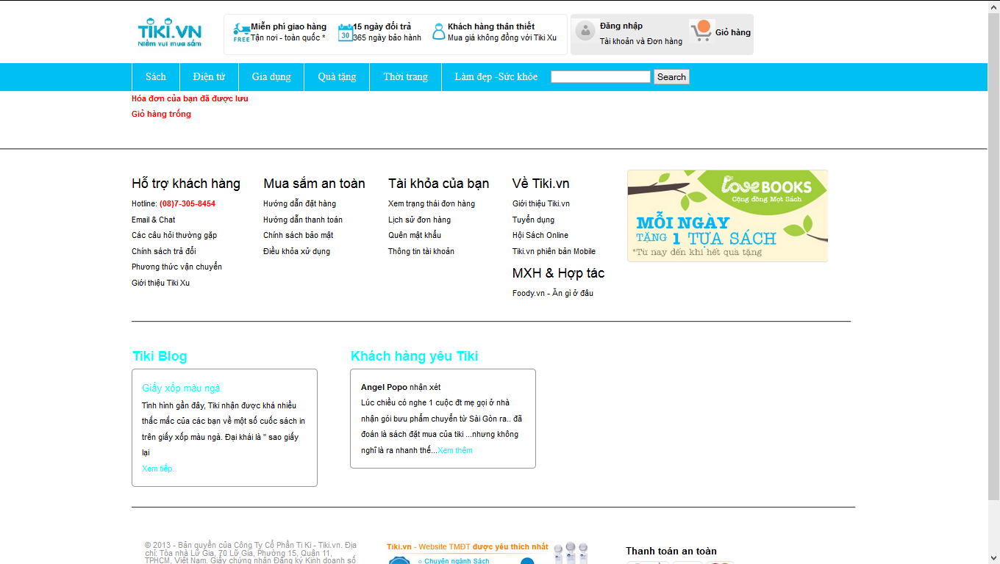 TIKI.VN
Niềm vui mua sắm
FREE
Miễn phí giao hàng
Tận nơi - toàn quốc *
30
15 ngày đổi trả
365 ngày bảo hành
Khách hàng thân thiết
Mua giá không đồng với Tiki Xu
Đăng nhập
Tài khoản và Đơn hàng
Giỏ hàng
Sách
Điện tử
Gia dụng
Quà tặng
Thời trang
Làm đẹp -Sức khỏe
Search
Hóa đơn của bạn đã được lưu
Giỏ hàng trống
Hỗ trợ khách hàng
Hotline: (08)7-305-8454
Email & Chat
Các câu hỏi thường gặp
Chính sách trả đổi
Phương thức vận chuyển
Giới thiệu Tiki Xu
Mua sắm an toàn
Hướng dẫn đặt hàng
Hướng dẫn thanh toán
Chính sách bảo mật
Điều khỏa xử dụng
Tài khỏa của bạn
Xem trạng thái đơn hàng
Lịch sử đơn hàng
Quên mật khẩu
Thông tin tài khoản
Về Tiki.vn
Giới thiệu Tiki.vn
Tuyển dụng
Hội Sách Online
Tiki.vn phiên bản Mobile
MXH & Hợp tác
Foody.vn - Ăn gì ở đâu
love BOOKS
Cộng đồng Mọt Sách
MỖI NGÀY
TẶNG 1 TỰA SÁCH
*Từ nay đến khi hết quà tặng
Tiki Blog
Giấy xốp màu ngà
Tình hình gần đây, Tiki nhận được khá nhiều
thắc mắc của các bạn về một số cuốc sách in
trên giấy xốp màu ngà. Đại khái là " sao giấy
lại
Xem tiếp..
Khách hàng yêu Tiki
Angel Popo nhận xét
Lúc chiều có nghe 1 cuộc đt mẹ gọi ở nhà
nhận gói bưu phẩm chuyển từ Sài Gòn ra.. đã
đoán là sách đặt mua của tiki ...nhưng không
nghĩ là ra nhanh thế...Xem thêm
© 2013 - Bản quyền của Công Ty Cổ Phần Ti Ki - Tiki.vn. Địa
chỉ: Tòa nhà Lữ Gia, 70 Lữ Gia, Phường 15, Quận 11,
TPHCM, Việt Nam. Giấy chứng nhận Đăng ký Kinh doanh số
Tiki.vn - Website TMĐT được yêu thích nhất
Chuyên ngành Sách
Thanh toán an toàn